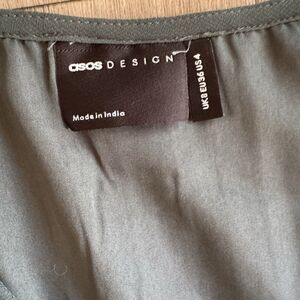 asos DESIGN
Made in India
UK8 EU36 US4